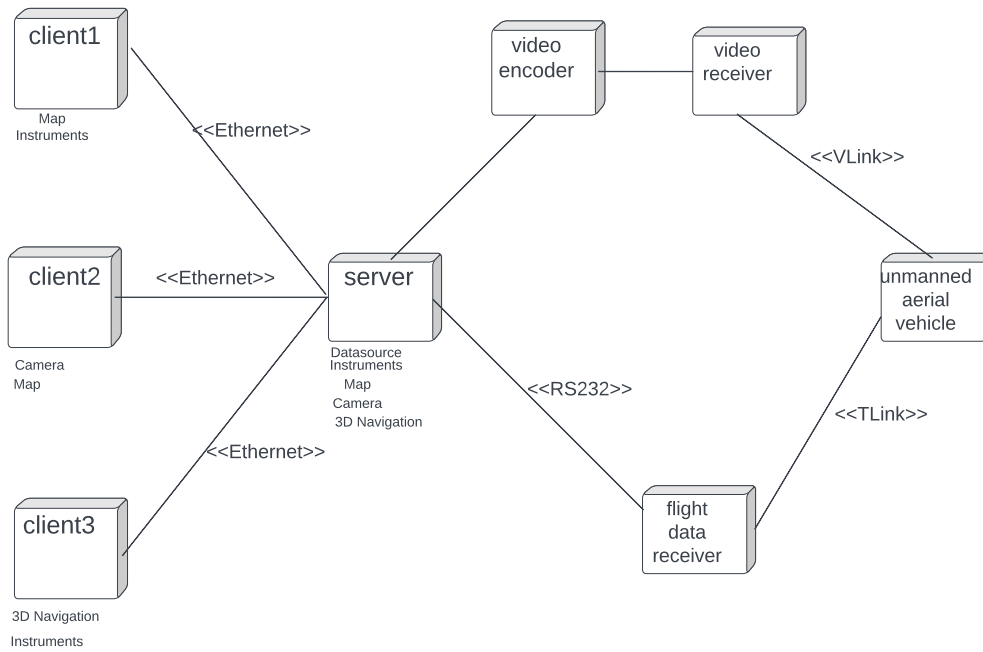 client1
Map
Instruments
<<Ethernet>>
video
encoder
video
receiver
<<VLink>>
client2
<<Ethernet>>
Camera
Map
server
Datasource
Instruments
Map
Camera
3D Navigation
unmanned
aerial
vehicle
<<RS232>>
<<TLink>>
<<Ethernet>>
client3
3D Navigation
Instruments
flight
data
receiver